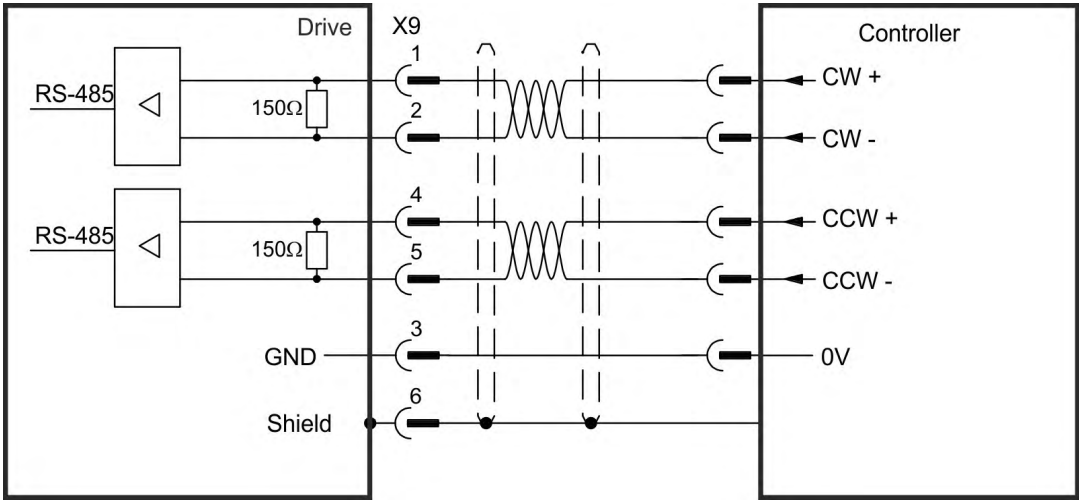 Drive X9 Controller
1 CW +
RS-485 150Ω
2 CW -
4 CCW +
RS-485 150Ω
5 CCW -
GND 3 0V
Shield 6